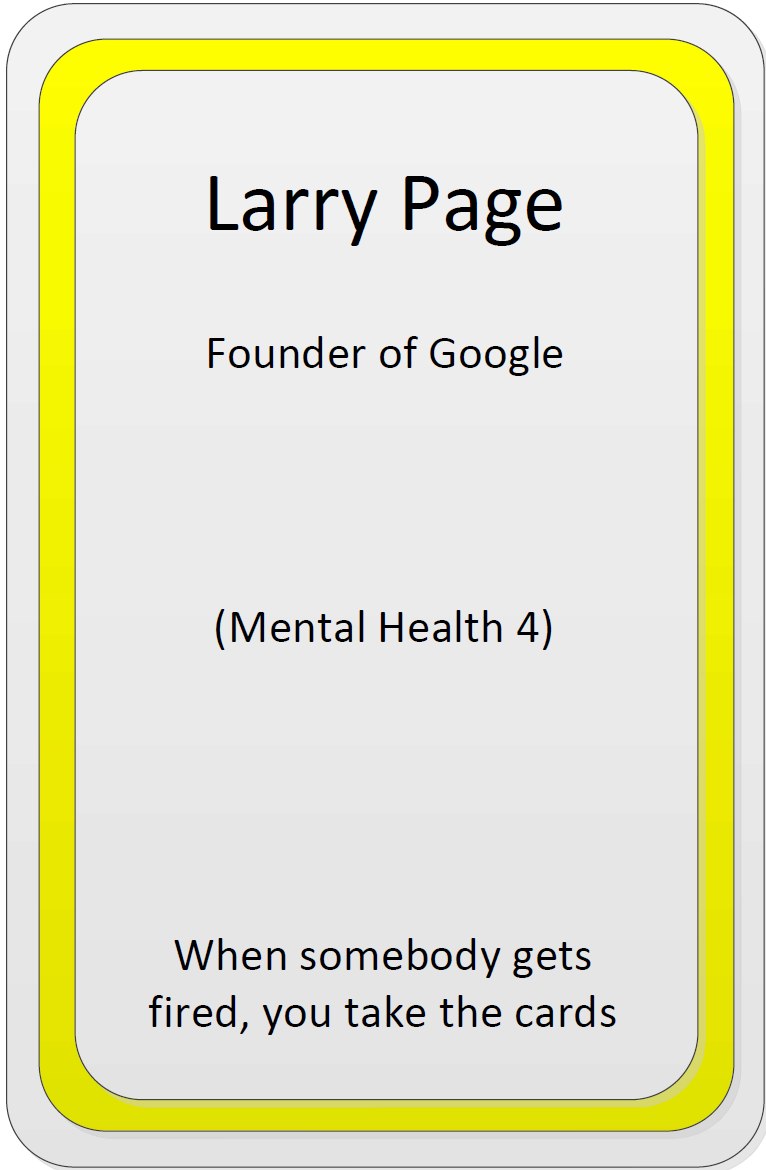 Larry Page
Founder of Google
(Mental Health 4)
When somebody gets
fired, you take the cards